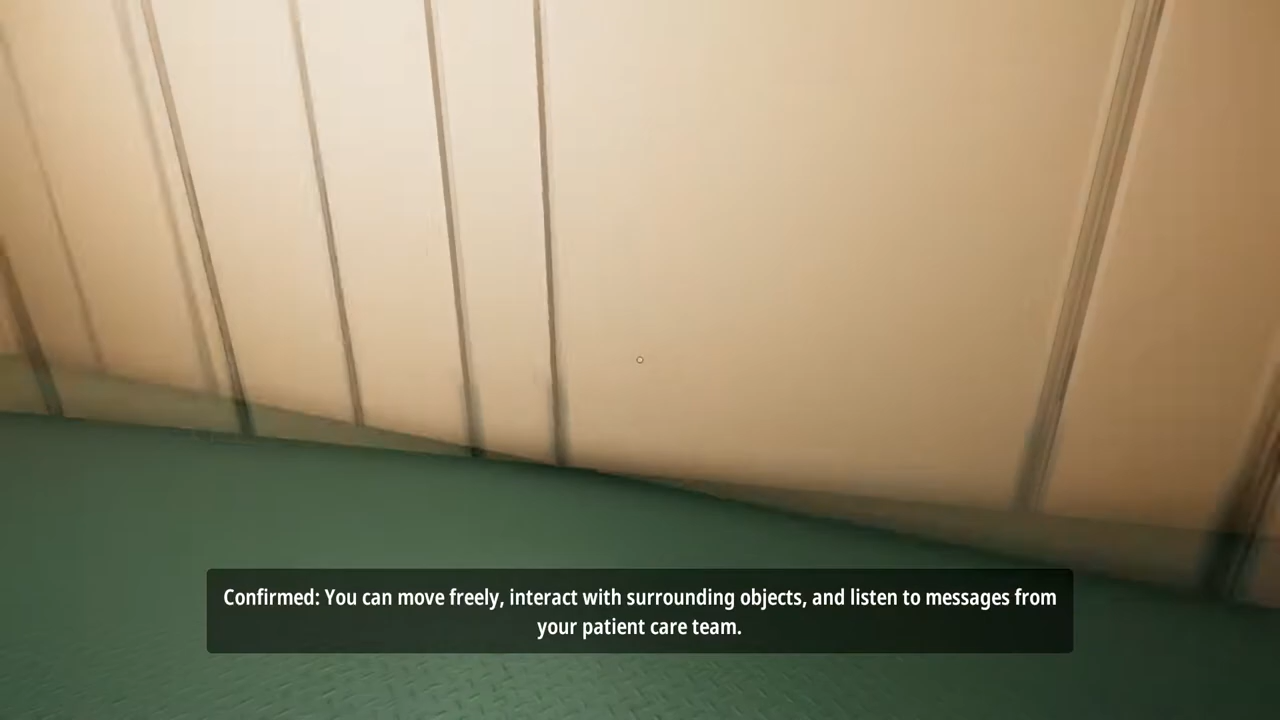 Confirmed: You can move freely, interact with surrounding objects, and listen to messages from
your patient care team.